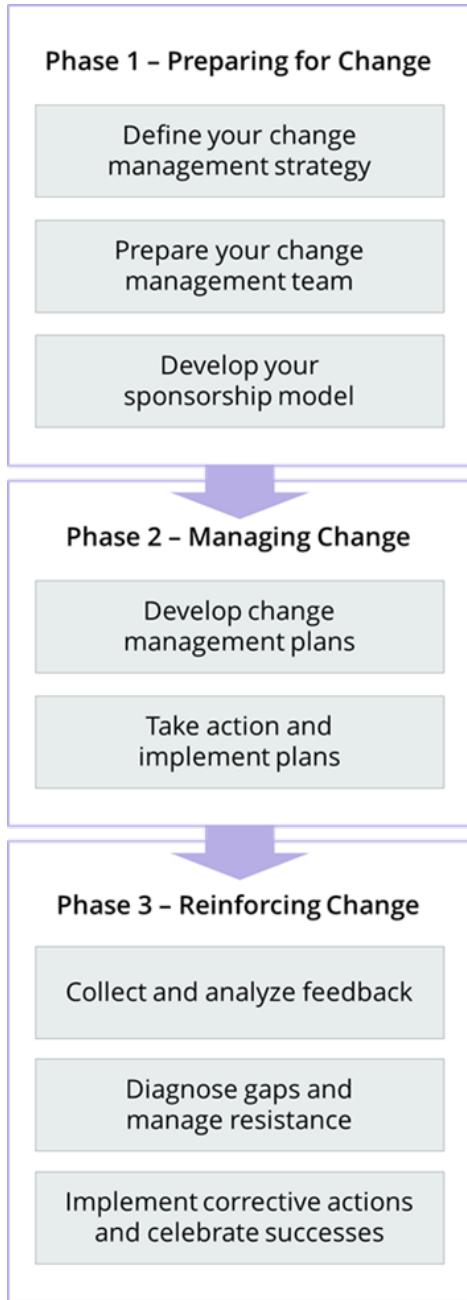 Phase 1 – Preparing for Change
Define your change
management strategy
Prepare your change
management team
Develop your
sponsorship model
Phase 2 – Managing Change
Develop change
management plans
Take action and
implement plans
Phase 3 – Reinforcing Change
Collect and analyze feedback
Diagnose gaps and
manage resistance
Implement corrective actions
and celebrate successes